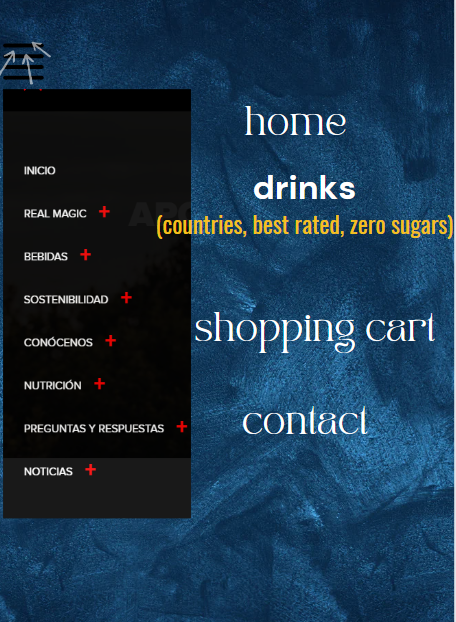 INICIO
REAL MAGIC +
BEBIDAS +
SOSTENIBILIDAD +
CONÓCENOS +
NUTRICIÓN +
PREGUNTAS Y RESPUESTAS +
NOTICIAS +
home
drinks
(countries, best rated, zero sugars)
shopping cart
contact